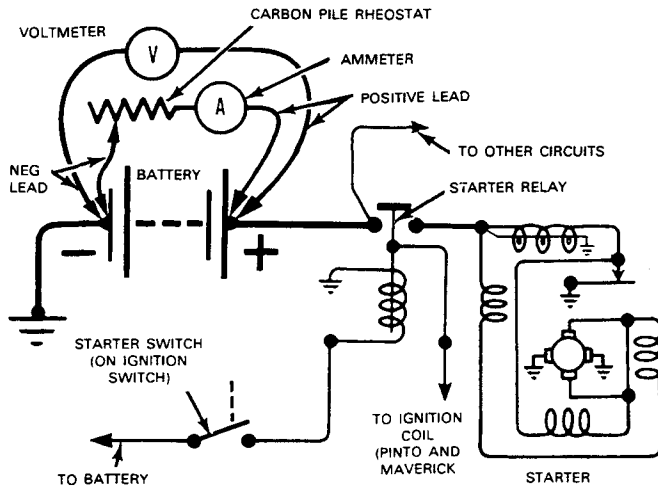 CARBON PILE RHEOSTAT
VOLTMETER
V
AMMETER
A
POSITIVE LEAD
NEG
LEAD
BATTERY
TO OTHER CIRCUITS
STARTER RELAY
−
+
STARTER SWITCH
(ON IGNITION
SWITCH)
TO IGNITION
COIL
(PINTO AND
MAVERICK
TO BATTERY
STARTER